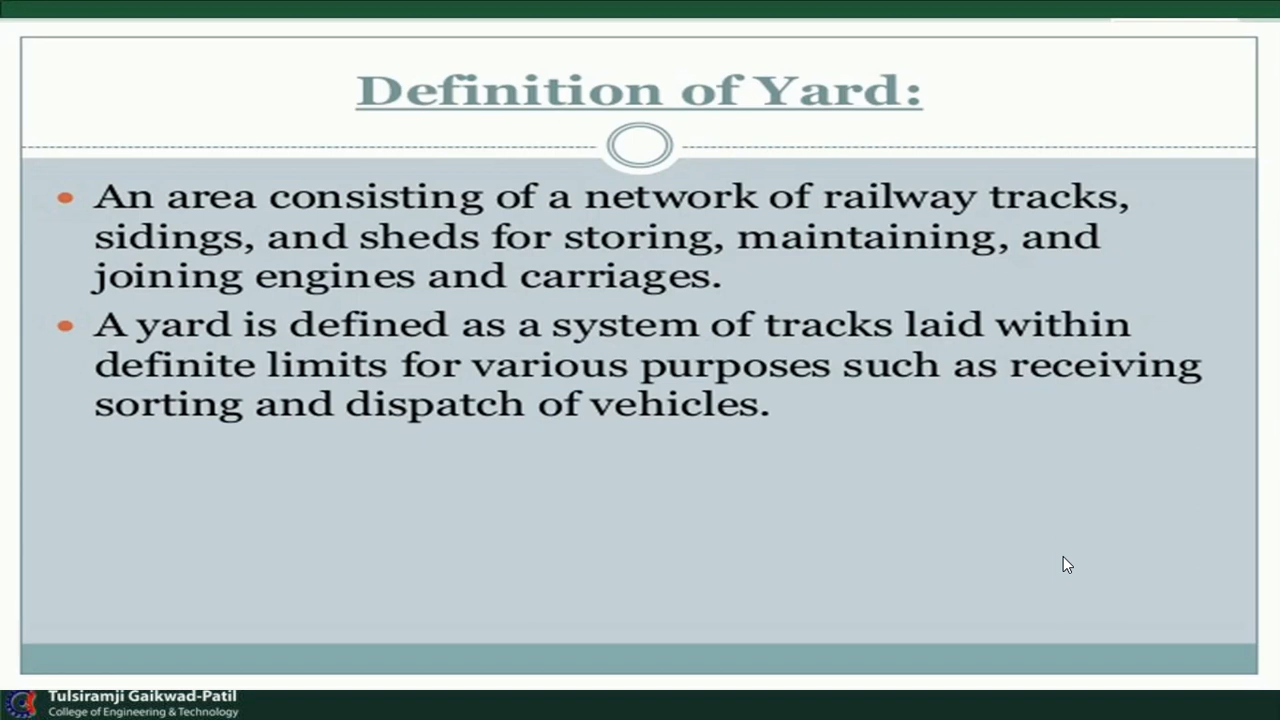 Definition of Yard:
• An area consisting of a network of railway tracks,
sidings, and sheds for storing, maintaining, and
joining engines and carriages.
• A yard is defined as a system of tracks laid within
definite limits for various purposes such as receiving
sorting and dispatch of vehicles.
Tulsiramji Gaikwad-Patil
College of Engineering & Technology